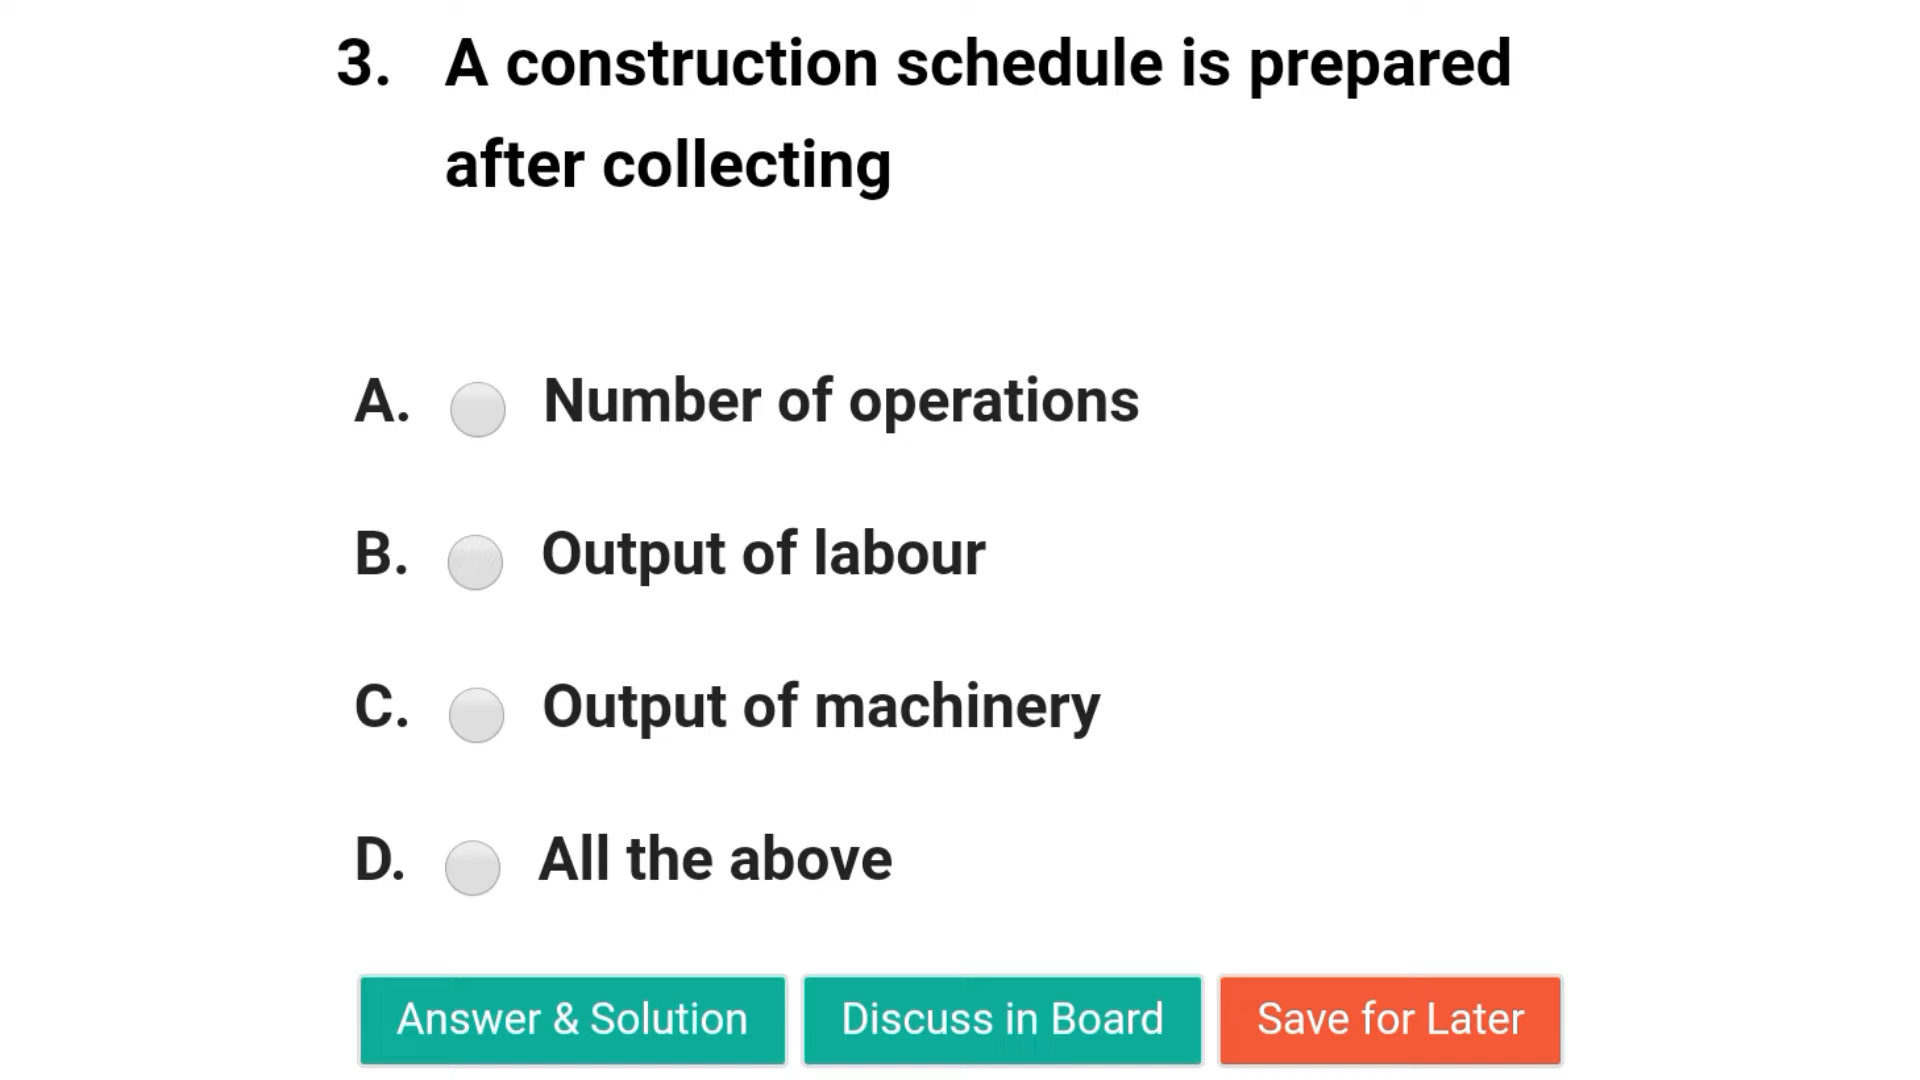 3. A construction schedule is prepared
after collecting
A. Number of operations
B. Output of labour
C. Output of machinery
D. All the above
Answer & Solution Discuss in Board Save for Later